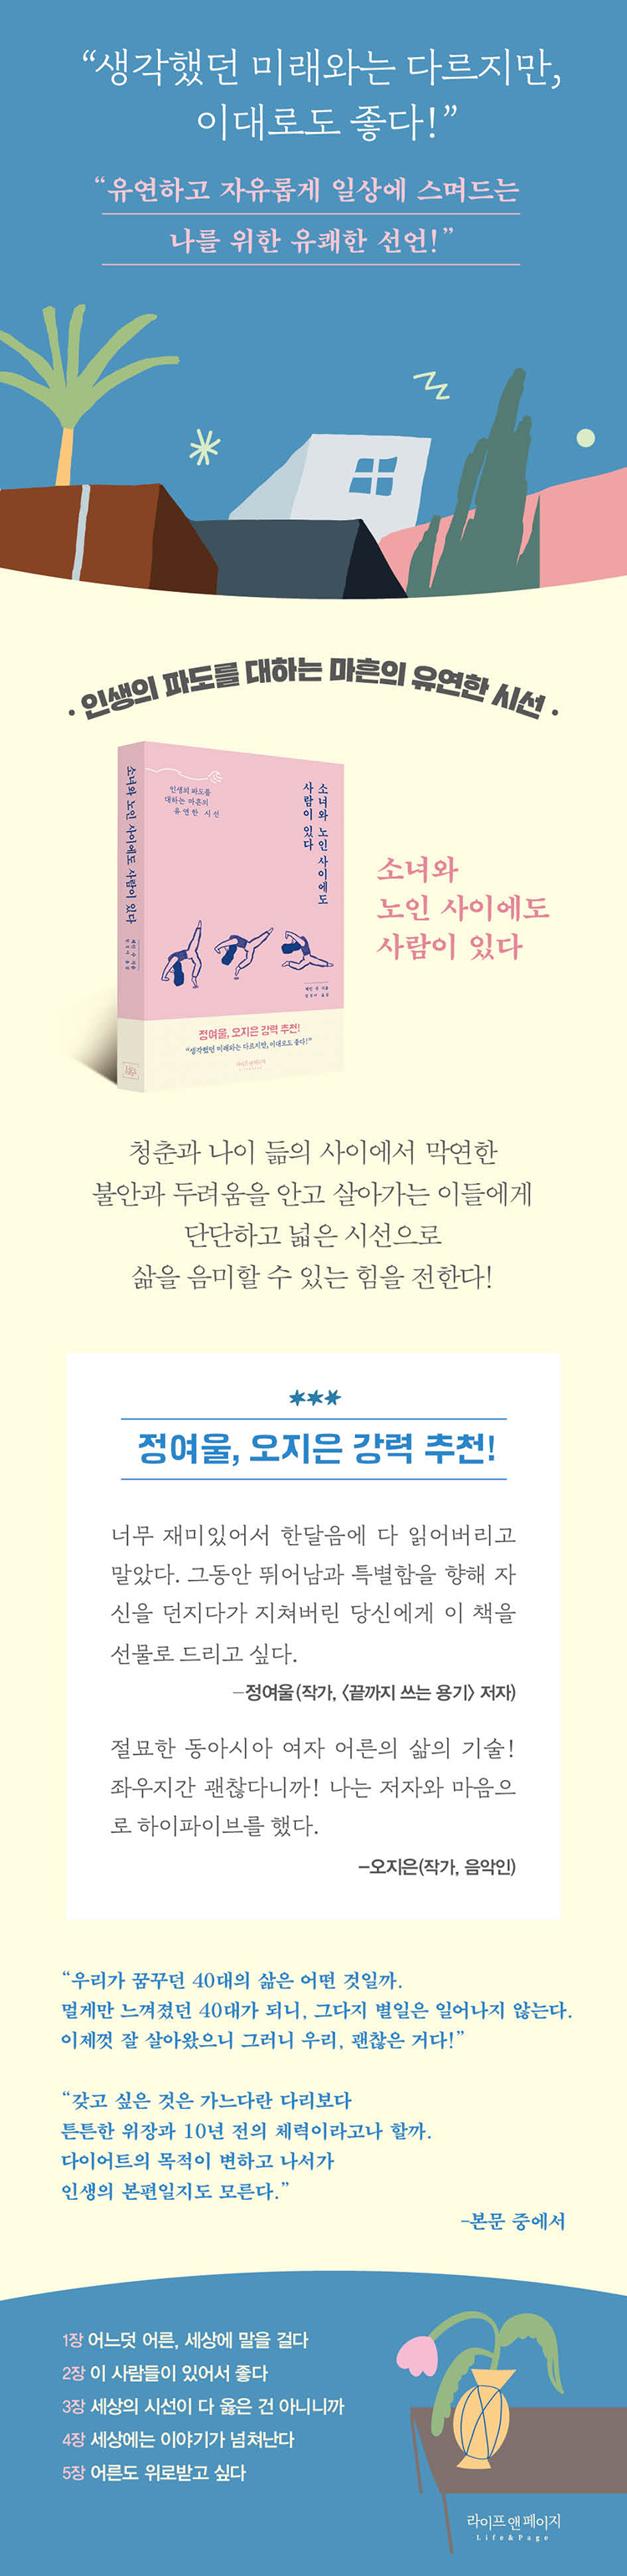 “생각했던 미래와는 다르지만,
이대로도 좋다!”
“유연하고 자유롭게 일상에 스며드는
나를 위한 유쾌한 선언!”
· 인생의 파도를 대하는 마흔의 유연한 시선 ·
소녀와 노인 사이에도 사람이 있다
인생의 파도를
대하는 마흔의
유연한 시선
소녀와 노인 사이에도
사람이 있다
정여울, 오지은 강력 추천!
“생각했던 미래와는 다르지만, 이대로도 좋다!”
라이프앤페이지
소녀와
노인 사이에도
사람이 있다
청춘과 나이 듦의 사이에서 막연한
불안과 두려움을 안고 살아가는 이들에게
단단하고 넓은 시선으로
삶을 음미할 수 있는 힘을 전한다!
정여울, 오지은 강력 추천!
너무 재미있어서 한달음에 다 읽어버리고
말았다. 그동안 뛰어남과 특별함을 향해 자
신을 던지다가 지쳐버린 당신에게 이 책을
선물로 드리고 싶다.
–정여울(작가, 〈끝까지 쓰는 용기〉 저자)
절묘한 동아시아 여자 어른의 삶의 기술!
좌우지간 괜찮다니까! 나는 저자와 마음으
로 하이파이브를 했다.
–오지은(작가, 음악인)
“우리가 꿈꾸던 40대의 삶은 어떤 것일까.
멀게만 느껴졌던 40대가 되니, 그다지 별일은 일어나지 않는다.
이제껏 잘 살아왔으니 그러니 우리, 괜찮은 거다!”
“갖고 싶은 것은 가느다란 다리보다
튼튼한 위장과 10년 전의 체력이라고나 할까.
다이어트의 목적이 변하고 나서가
인생의 본편일지도 모른다.”
–본문 중에서
1장 어느덧 어른, 세상에 말을 걸다
2장 이 사람들이 있어서 좋다
3장 세상의 시선이 다 옳은 건 아니니까
4장 세상에는 이야기가 넘쳐난다
5장 어른도 위로받고 싶다
라이프앤페이지
Life&Page